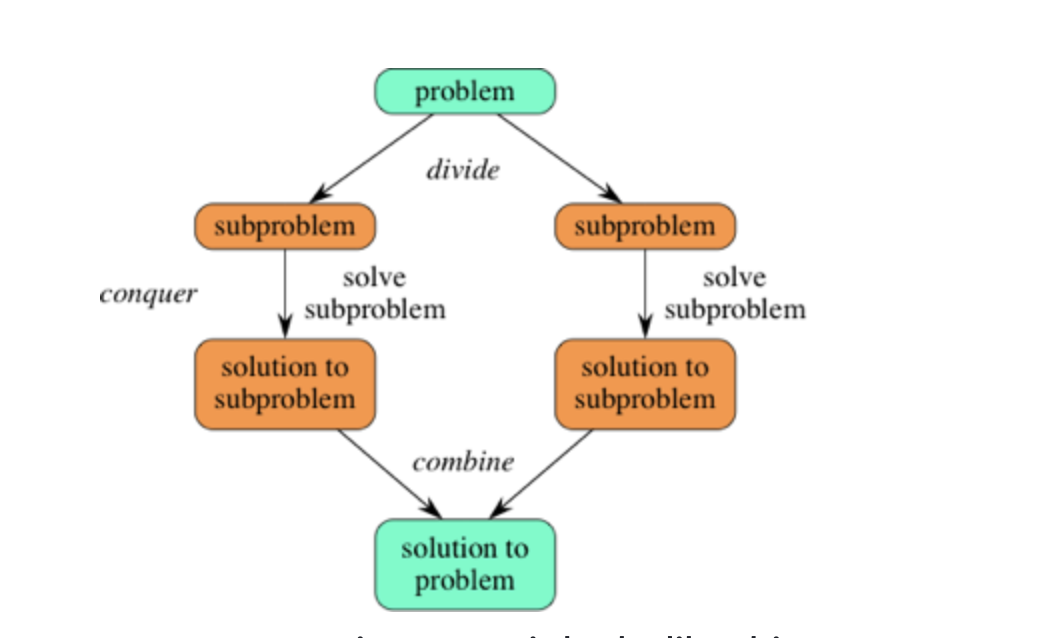 problem
divide
subproblem
subproblem
conquer
solve
subproblem
solve
subproblem
solution to
subproblem
solution to
subproblem
combine
solution to
problem